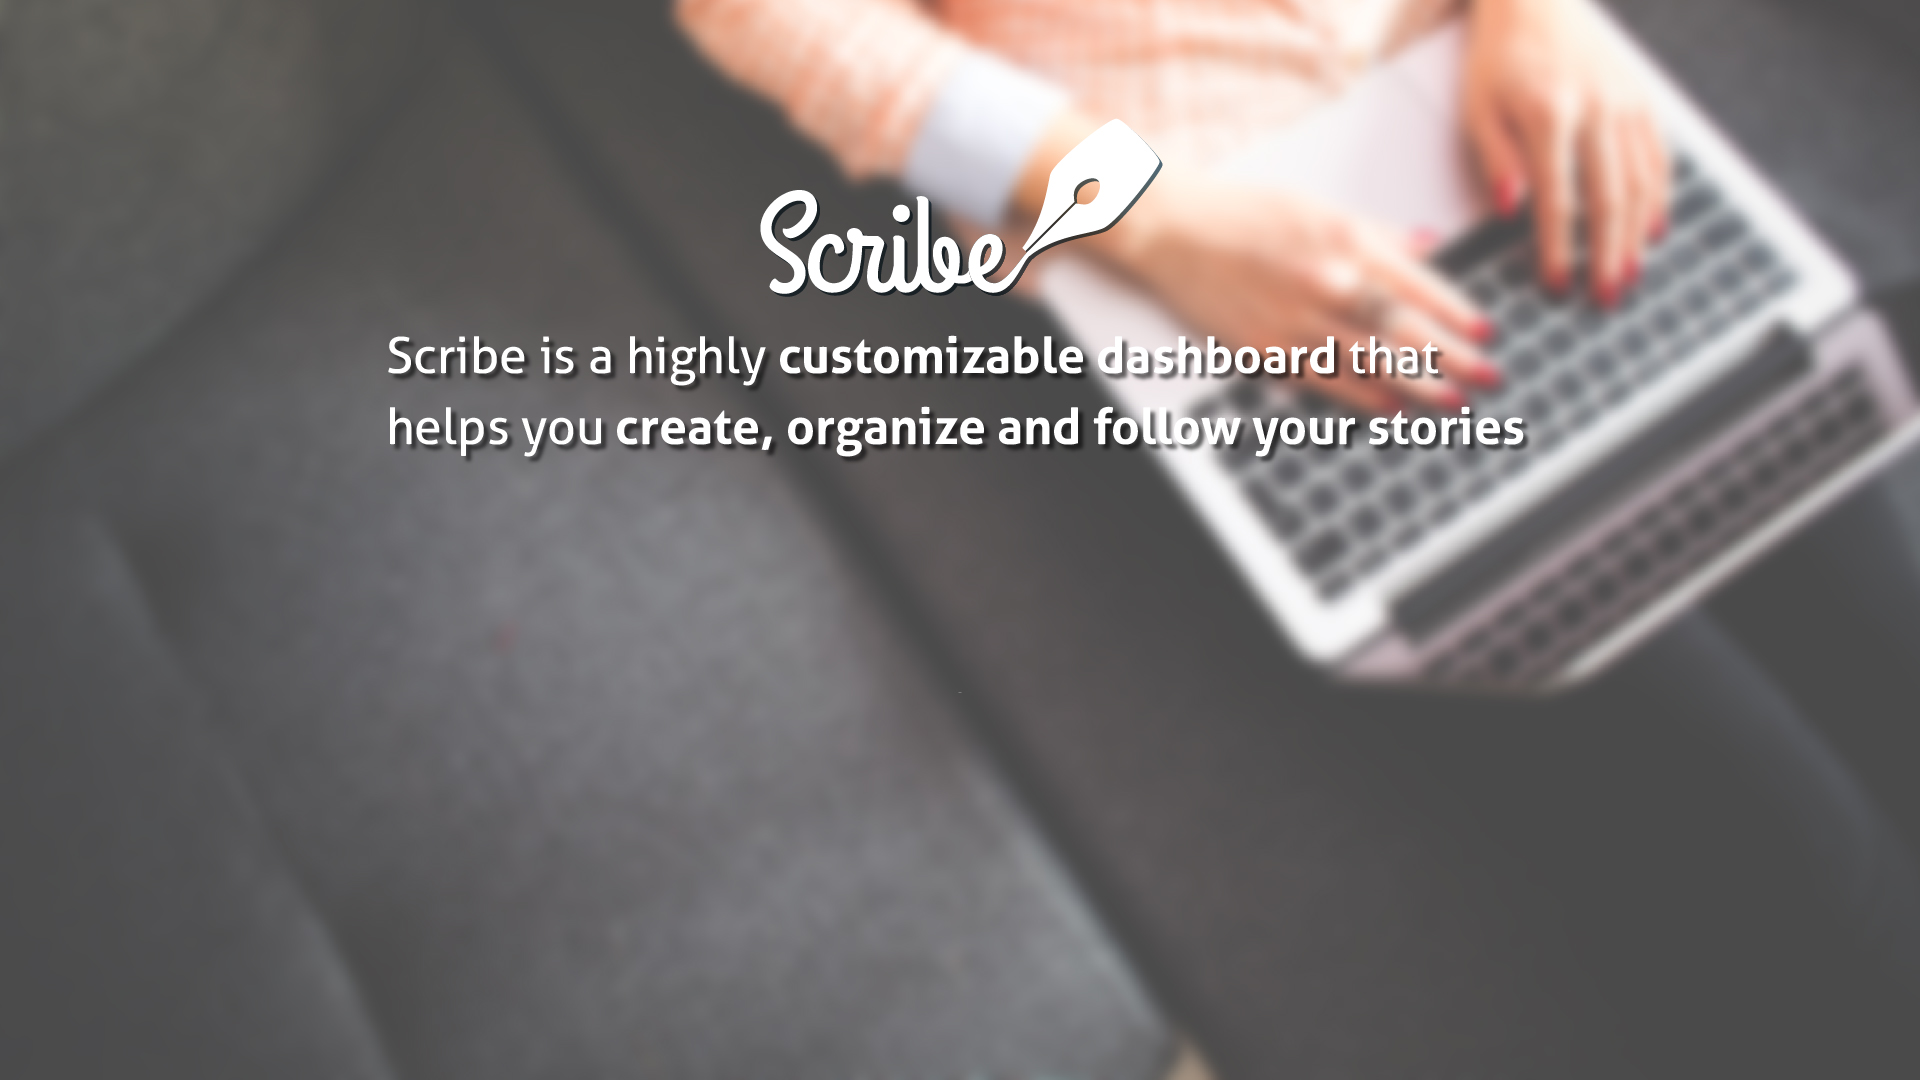 Scribe
Scribe is a highly customizable dashboard that
helps you create, organize and follow your stories